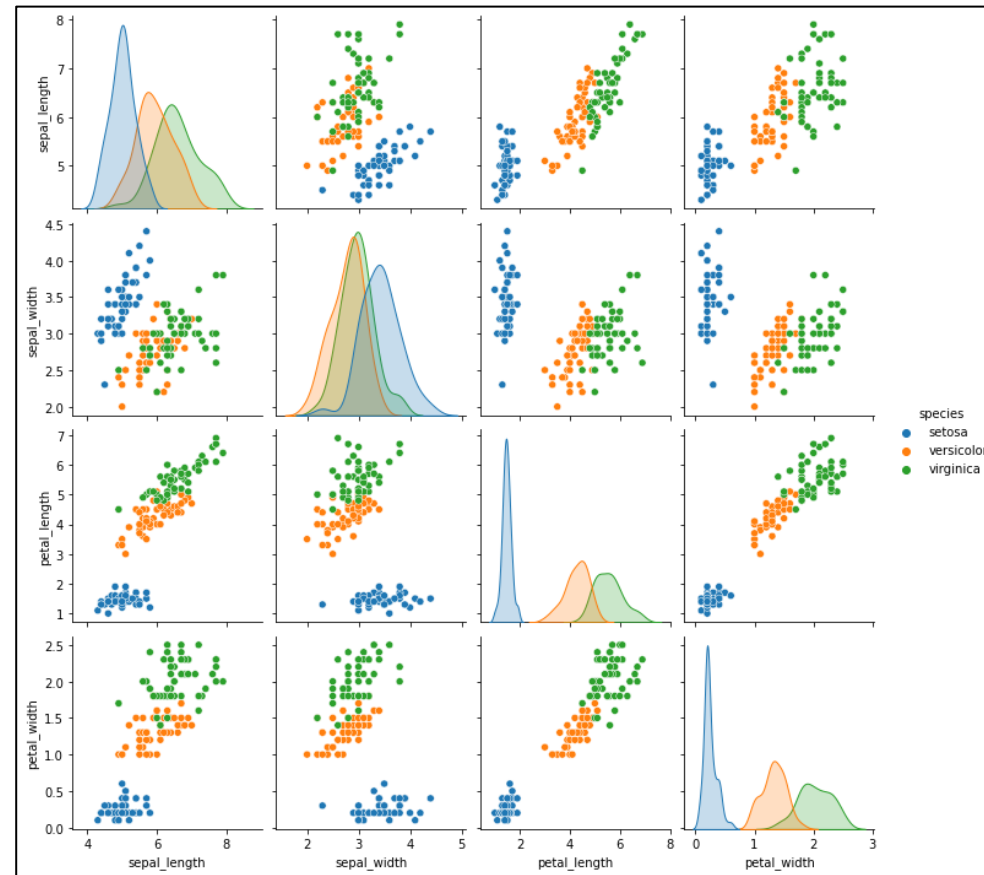 8
7
6
5
sepal_length
4.5
4.0
3.5
3.0
2.5
2.0
sepal_width
species
setosa
versicolor
virginica
7
6
5
4
3
2
1
petal_length
2.5
2.0
1.5
1.0
0.5
0.0
petal_width
4 6 8 2 3 4 5 2 4 6 8 0 1 2 3
sepal_length sepal_width petal_length petal_width